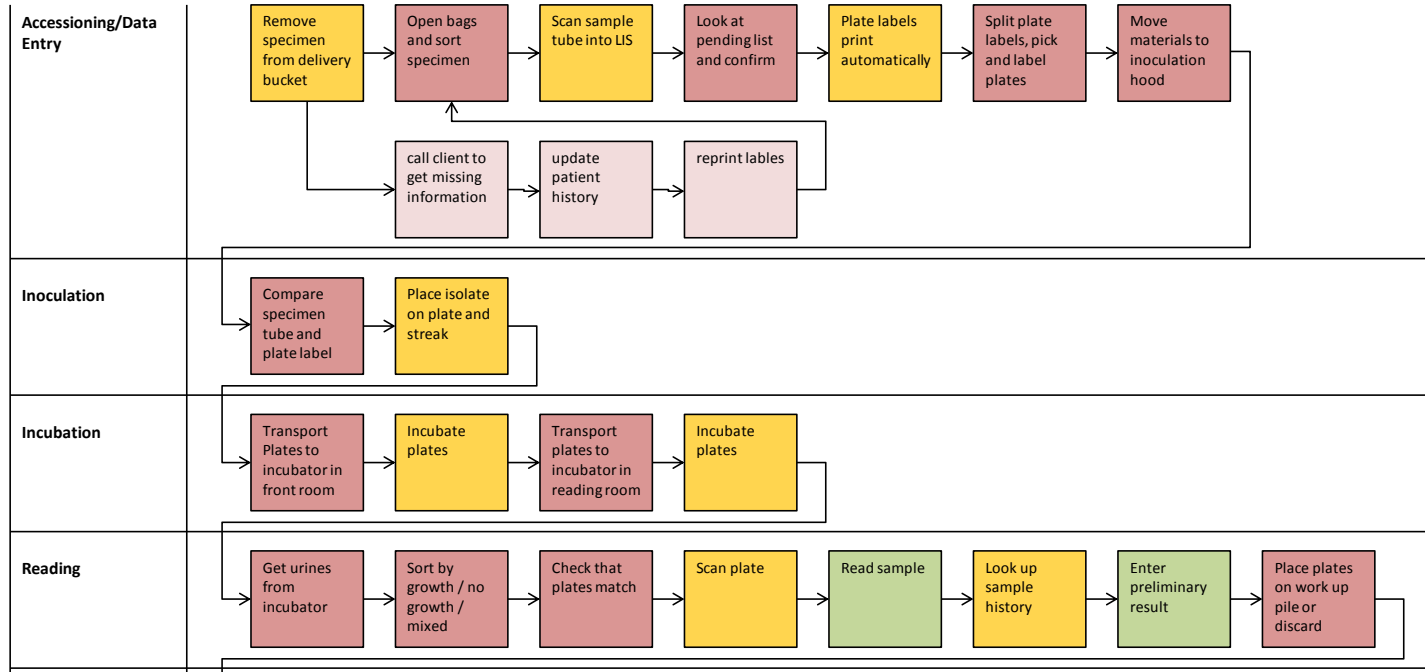 Accessioning/Data
Entry
Remove
specimen
from delivery
bucket
Open bags
and sort
specimen
Scan sample
tube into LIS
Look at
pending list
and confirm
Plate labels
print
automatically
Split plate
labels, pick
and label
plates
Move
materials to
inoculation
hood
call client to
get missing
information
update
patient
history
reprint lables
Inoculation
Compare
specimen
tube and
plate label
Place isolate
on plate and
streak
Incubation
Transport
Plates to
incubator in
front room
Incubate
plates
Transport
plates to
incubator in
reading room
Incubate
plates
Reading
Get urines
from
incubator
Sort by
growth / no
growth /
mixed
Check that
plates match
Scan plate
Read sample
Look up
sample
history
Enter
preliminary
result
Place plates
on work up
pile or
discard